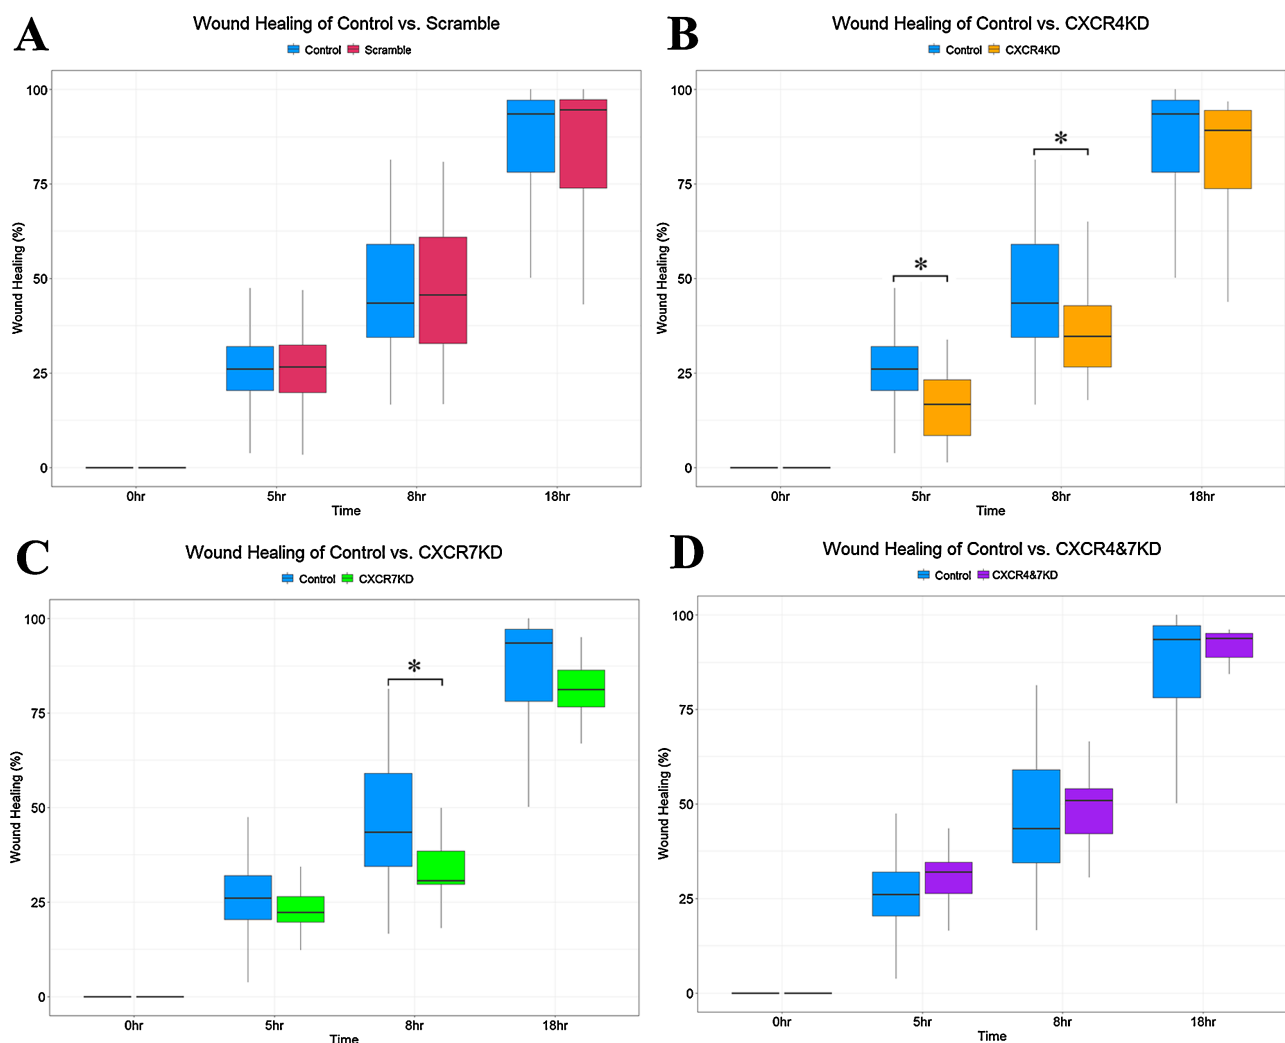 A
Wound Healing of Control vs. Scramble
Control Scramble
100
75
50
25
0
Wound Healing (%)
0hr 5hr 8hr 18hr
Time
B
Wound Healing of Control vs. CXCR4KD
Control CXCR4KD
100
75
50
25
0
Wound Healing (%)
*
*
0hr 5hr 8hr 18hr
Time
C
Wound Healing of Control vs. CXCR7KD
Control CXCR7KD
100
75
50
25
0
Wound Healing (%)
*
0hr 5hr 8hr 18hr
Time
D
Wound Healing of Control vs. CXCR4&7KD
Control CXCR4&7KD
100
75
50
25
0
Wound Healing (%)
0hr 5hr 8hr 18hr
Time